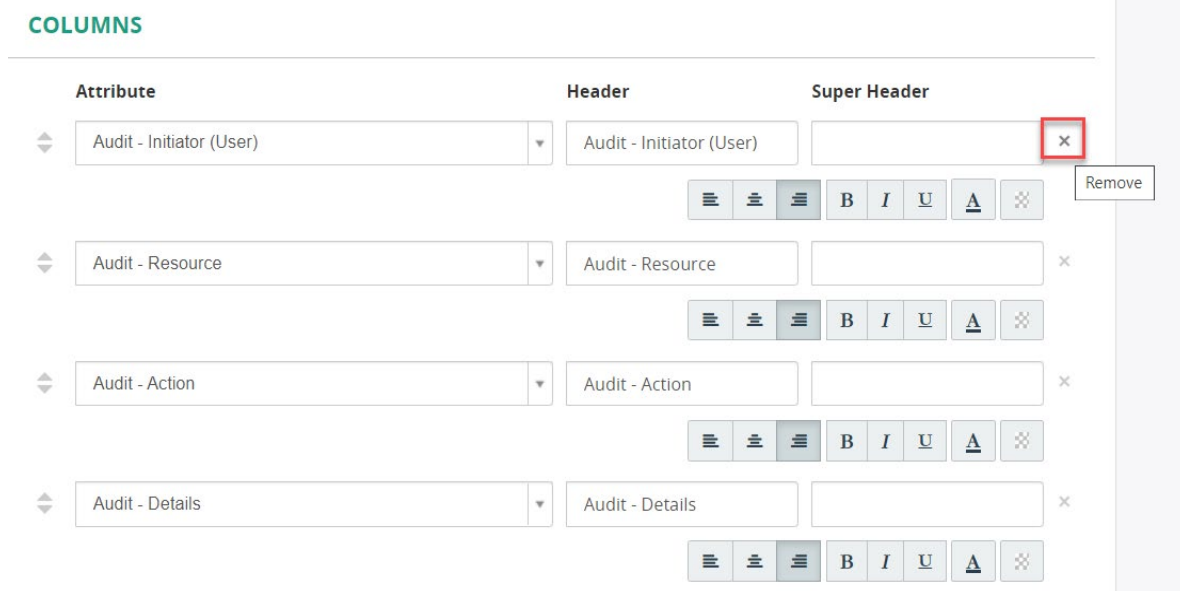 COLUMNS
Attribute Header Super Header
Audit - Initiator (User) Audit - Initiator (User) ×
Remove
B I U A
Audit - Resource Audit - Resource ×
B I U A
Audit - Action Audit - Action ×
B I U A
Audit - Details Audit - Details ×
B I U A